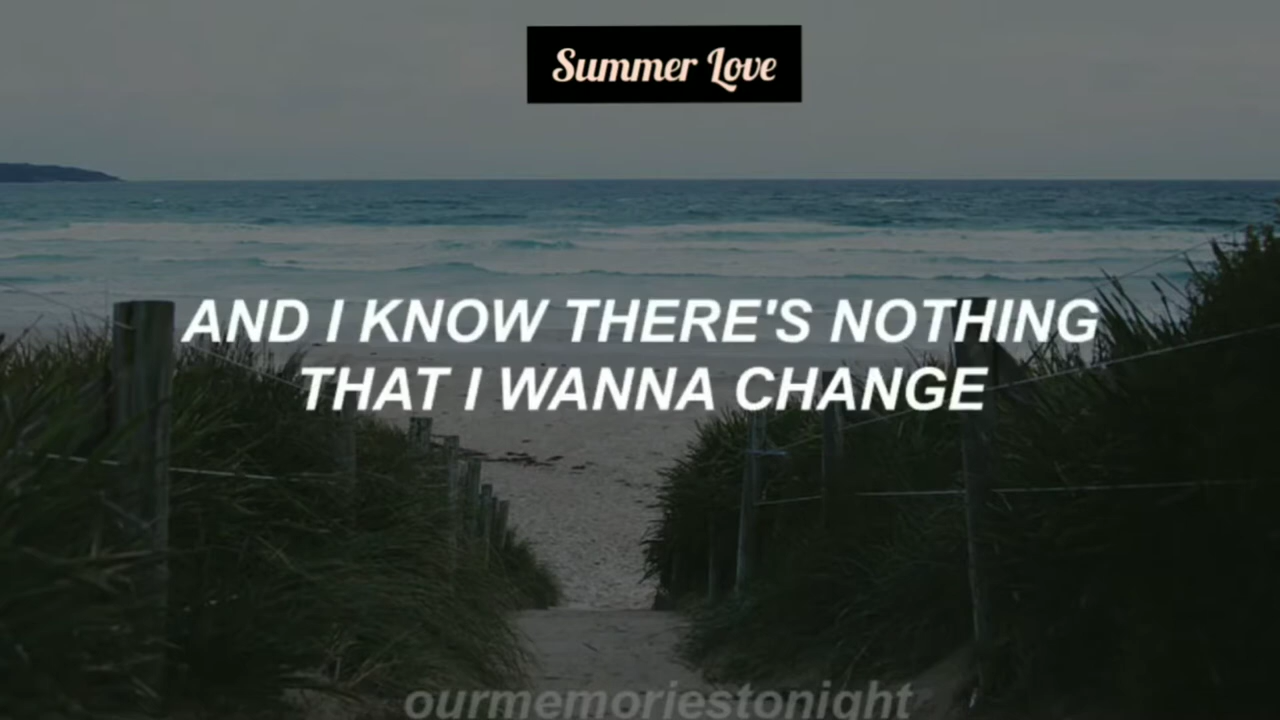 Summer Love
AND I KNOW THERE'S NOTHING
THAT I WANNA CHANGE
ourmemoriestonight